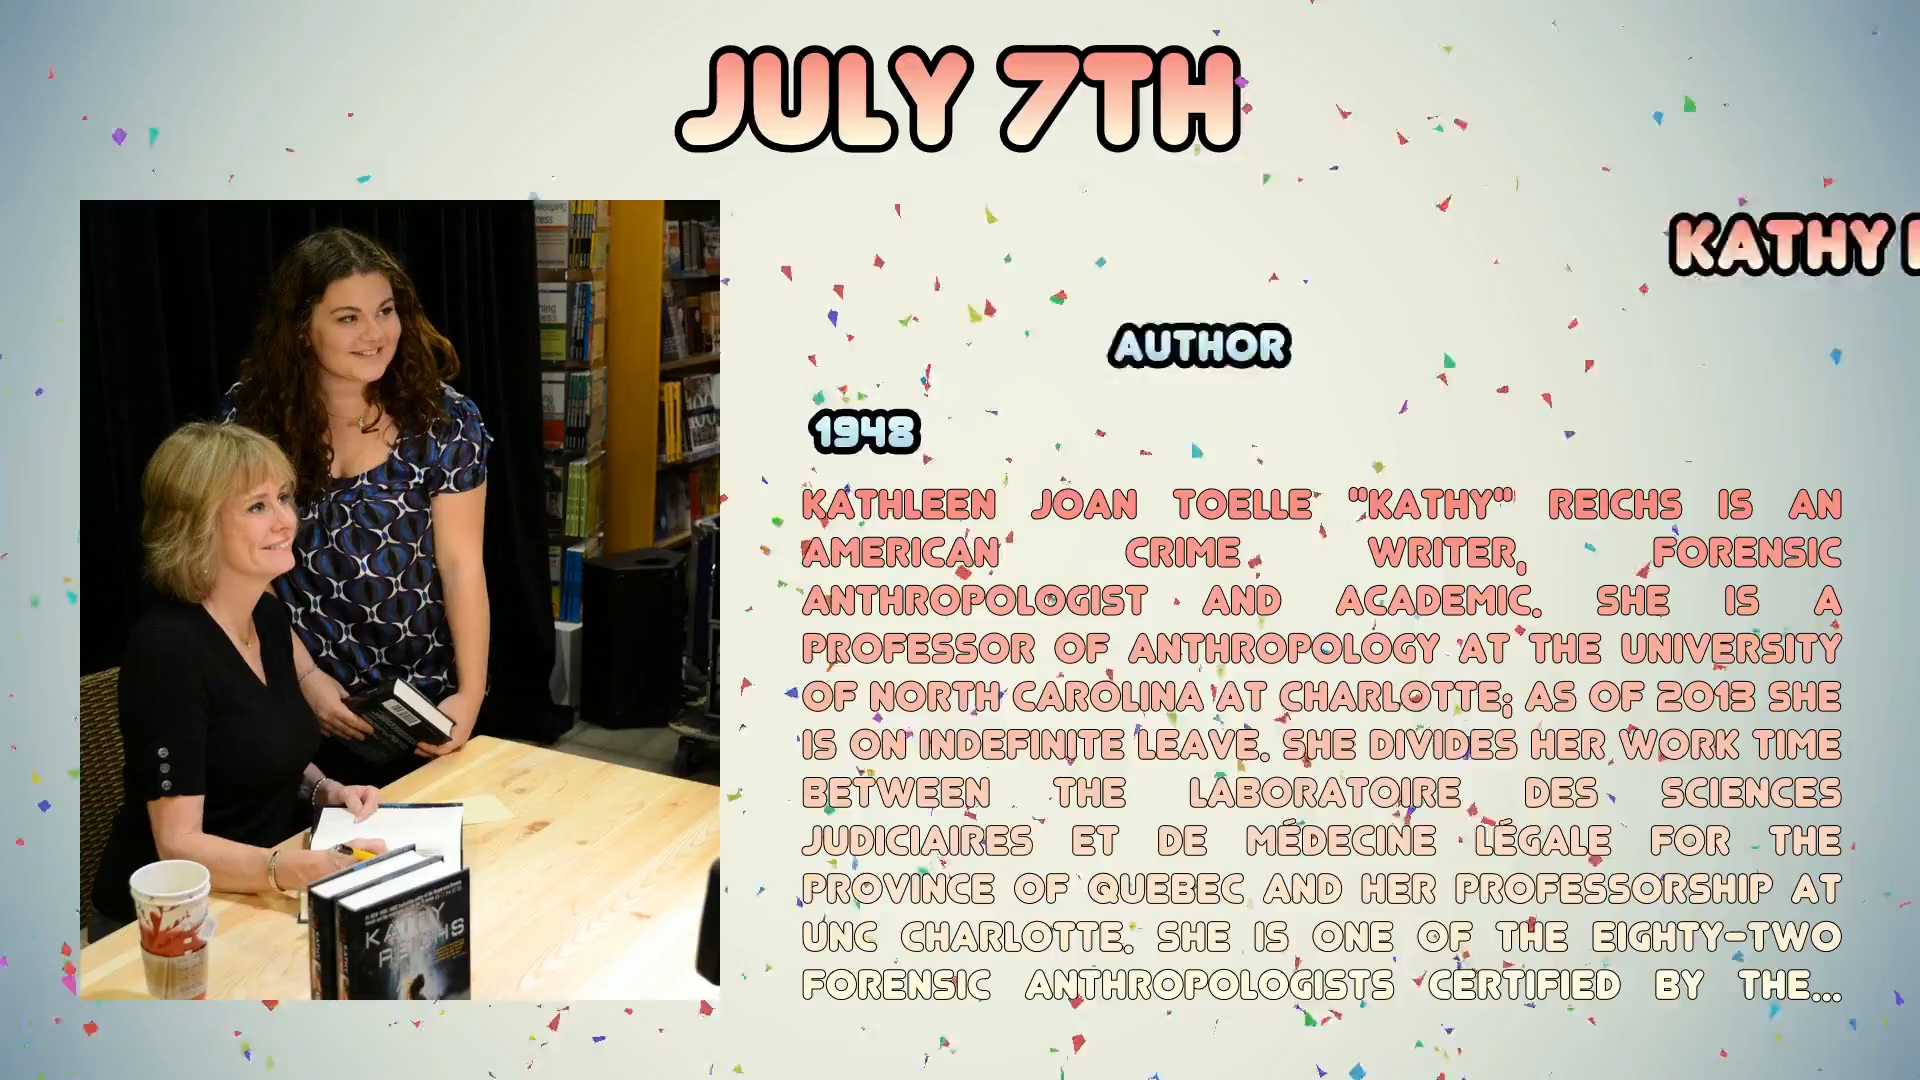 JULY 7TH
KATHY
AUTHOR
1948
KATHLEEN JOAN TOELLE "KATHY" REICHS IS AN
AMERICAN CRIME WRITER, FORENSIC
ANTHROPOLOGIST AND ACADEMIC. SHE IS A
PROFESSOR OF ANTHROPOLOGY AT THE UNIVERSITY
OF NORTH CAROLINA AT CHARLOTTE; AS OF 2013 SHE
IS ON INDEFINITE LEAVE. SHE DIVIDES HER WORK TIME
BETWEEN THE LABORATOIRE DES SCIENCES
JUDICIAIRES ET DE MÉDECINE LÉGALE FOR THE
PROVINCE OF QUEBEC AND HER PROFESSORSHIP AT
UNC CHARLOTTE. SHE IS ONE OF THE EIGHTY-TWO
FORENSIC ANTHROPOLOGISTS CERTIFIED BY THE...
KATHY
REICHS